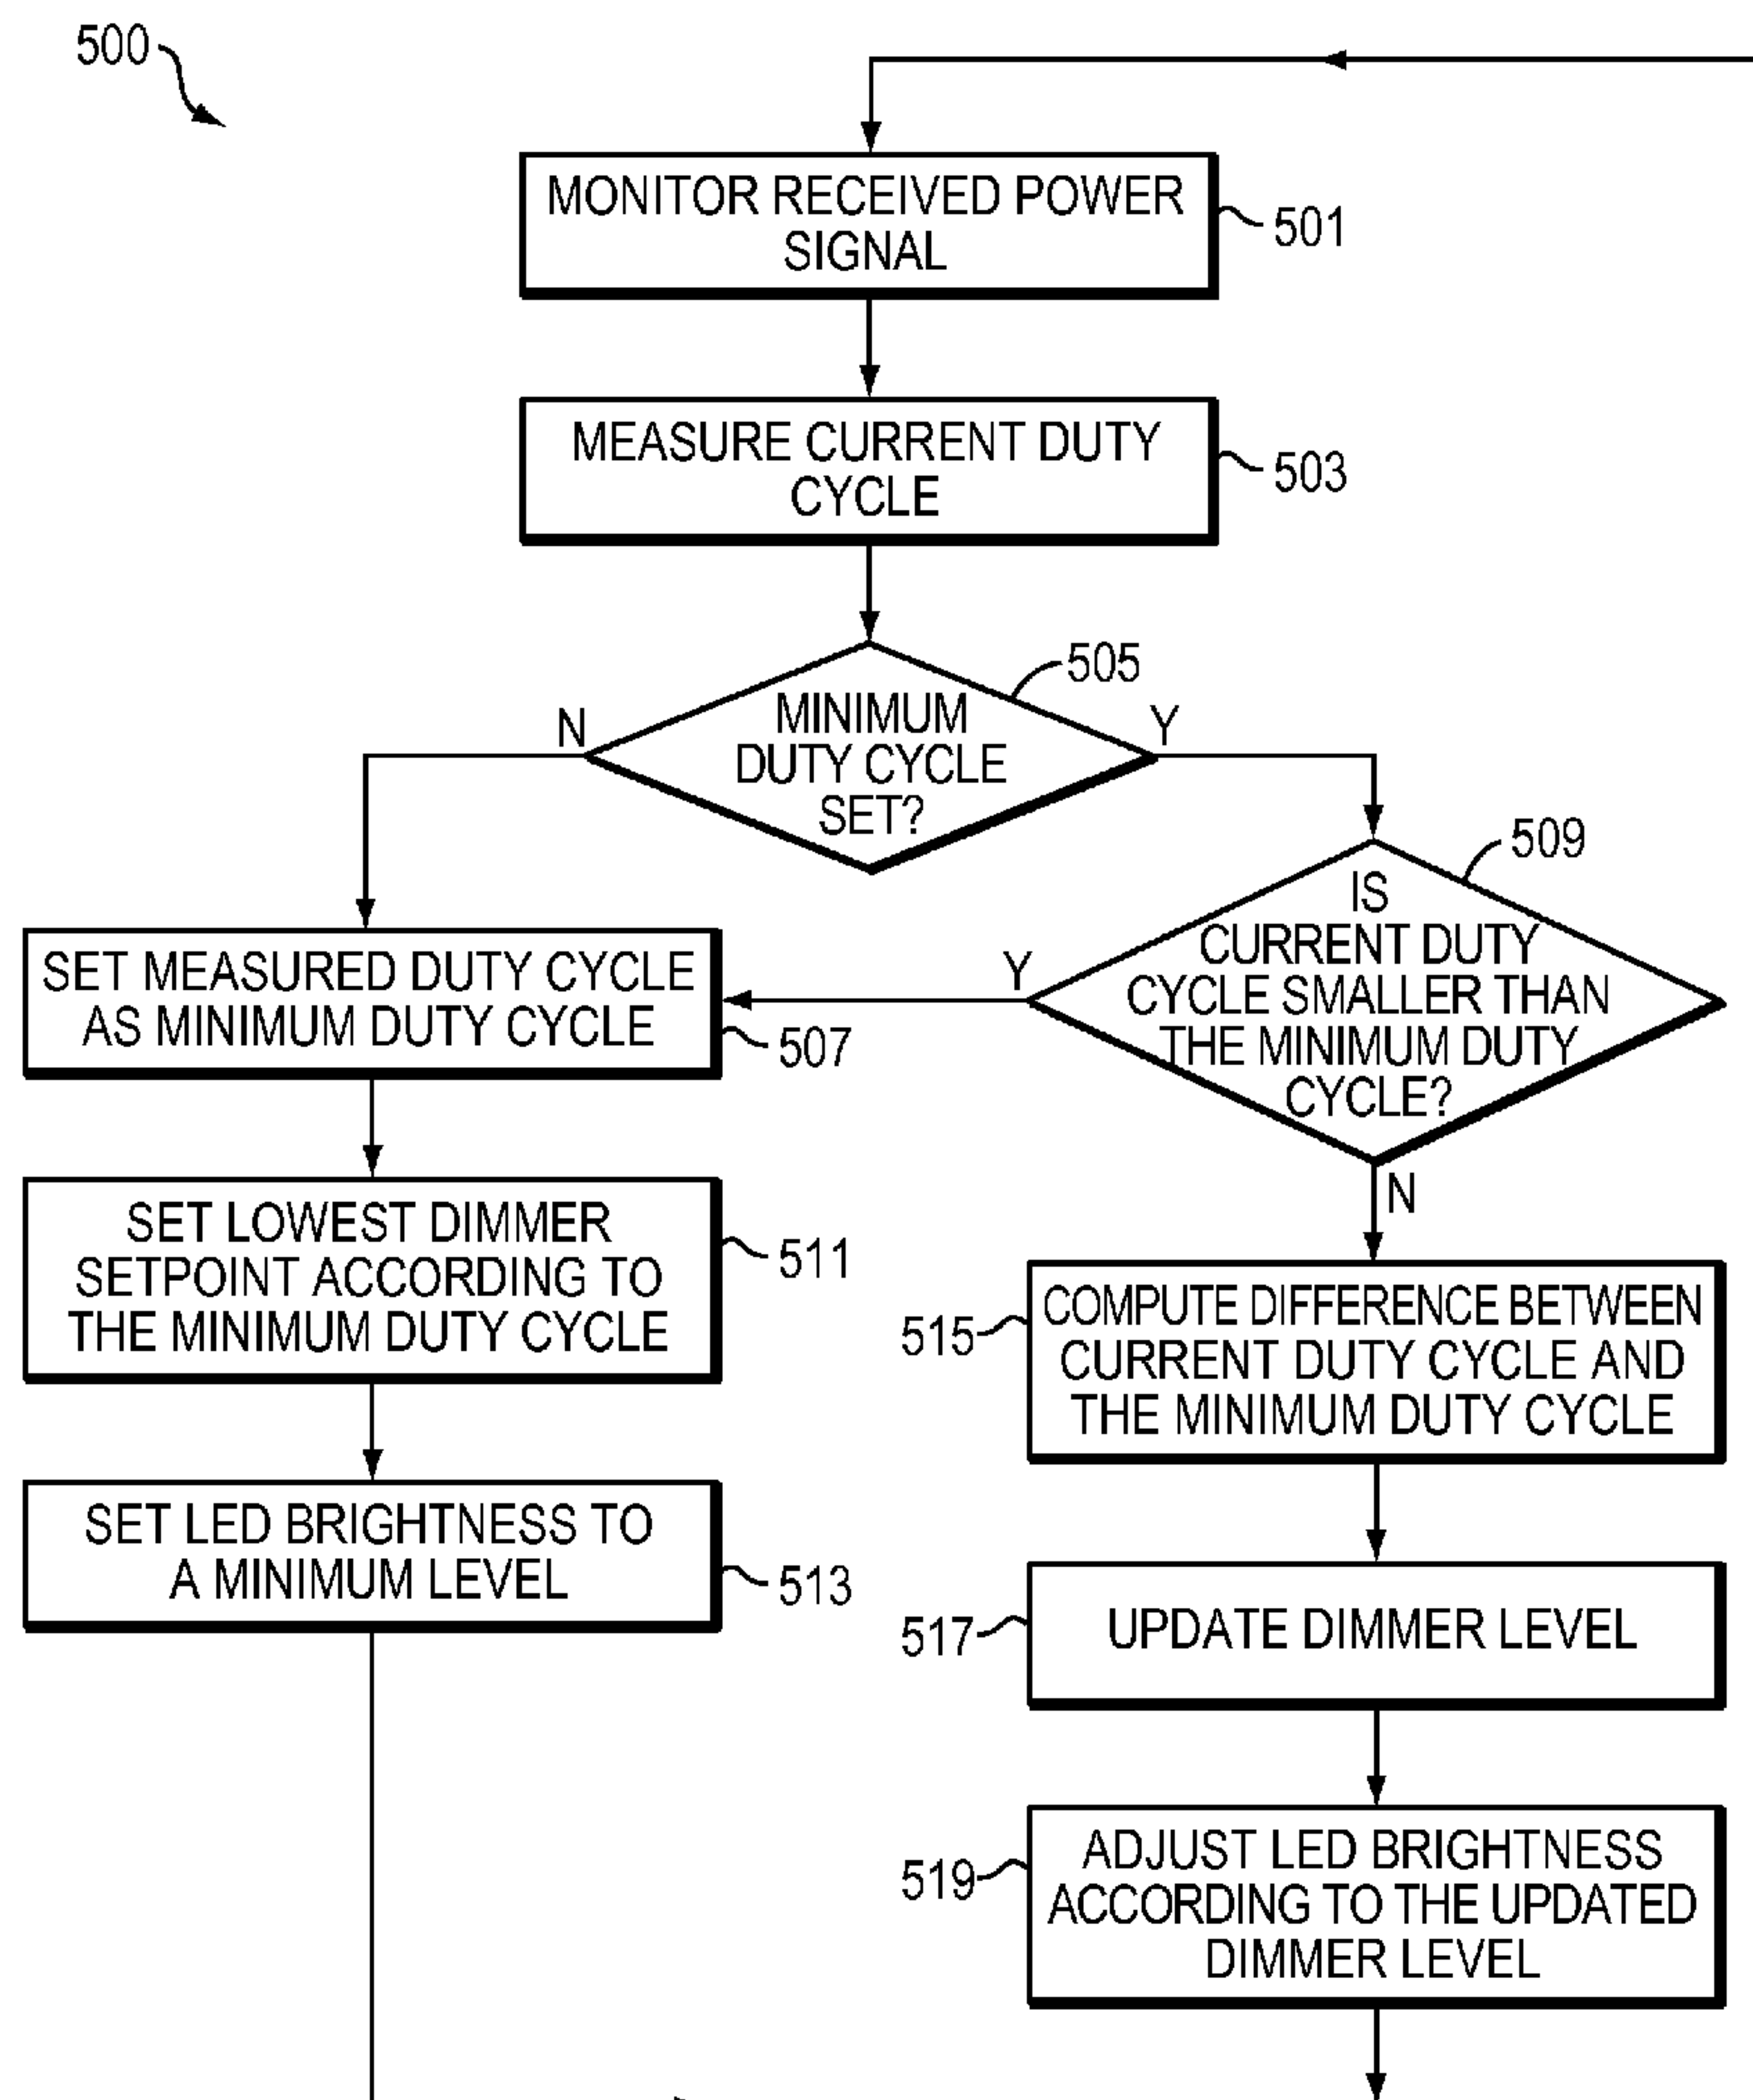 500
MONITOR RECEIVED POWER
SIGNAL
501
MEASURE CURRENT DUTY
CYCLE
503
505
MINIMUM
DUTY CYCLE
SET?
N
Y
509
IS
CURRENT DUTY
CYCLE SMALLER THAN
THE MINIMUM DUTY
CYCLE?
Y
N
SET MEASURED DUTY CYCLE
AS MINIMUM DUTY CYCLE
507
SET LOWEST DIMMER
SETPOINT ACCORDING TO
THE MINIMUM DUTY CYCLE
511
SET LED BRIGHTNESS TO
A MINIMUM LEVEL
513
515
COMPUTE DIFFERENCE BETWEEN
CURRENT DUTY CYCLE AND
THE MINIMUM DUTY CYCLE
517
UPDATE DIMMER LEVEL
519
ADJUST LED BRIGHTNESS
ACCORDING TO THE UPDATED
DIMMER LEVEL